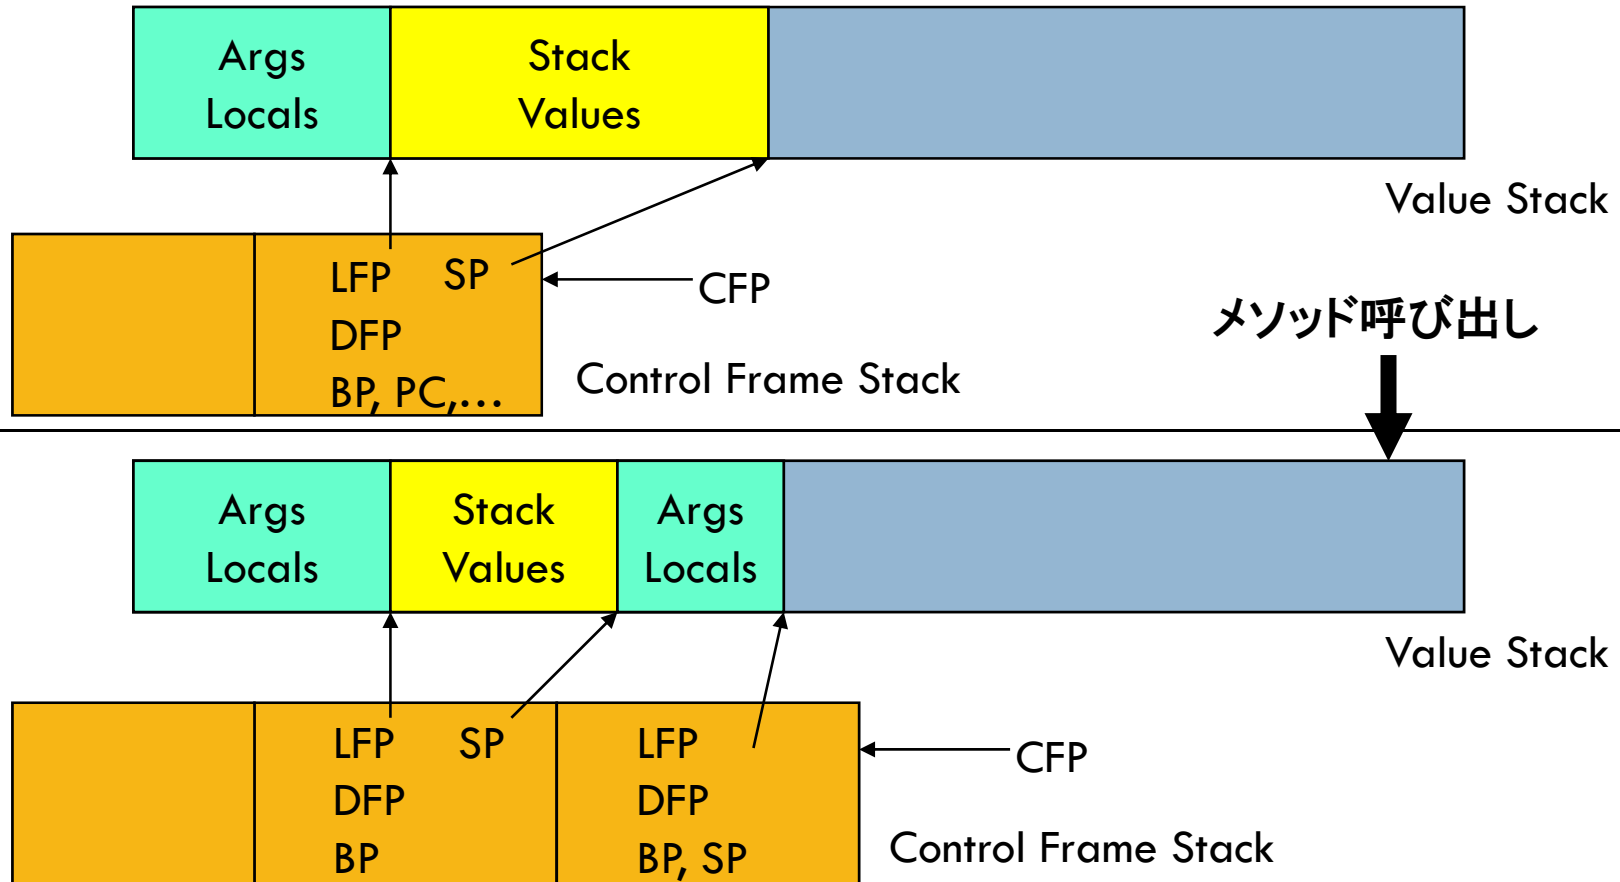 Args
Locals
Stack
Values
Value Stack
LFP SP
DFP
BP, PC,...
CFP
Control Frame Stack
メソッド呼び出し
Args
Locals
Stack
Values
Args
Locals
Value Stack
LFP SP
DFP
BP
LFP
DFP
BP, SP
CFP
Control Frame Stack